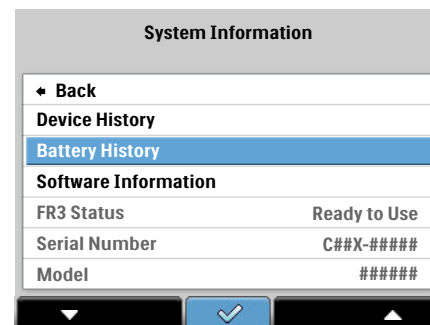 System Information
Back
Device History
Battery History
Software Information
FR3 Status Ready to Use
Serial Number C##X-#####
Model ######